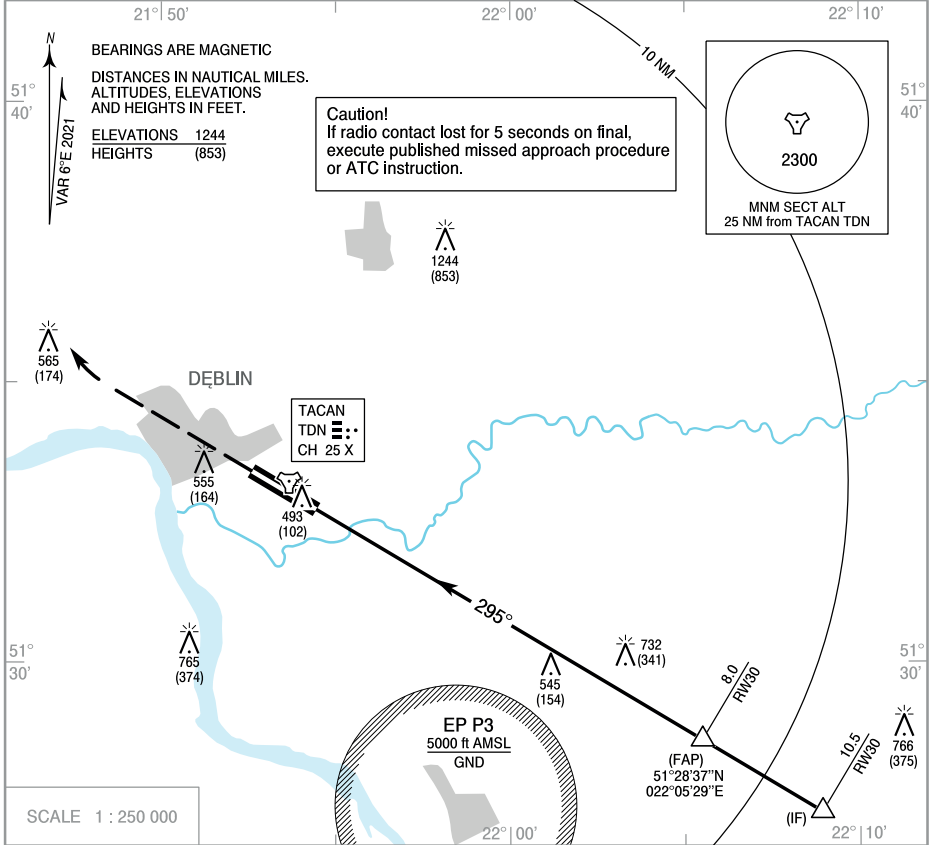 21°50'
22°00'
22°10'
51°
40'
51°
40'
N
VAR 6°E 2021
BEARINGS ARE MAGNETIC
DISTANCES IN NAUTICAL MILES.
ALTITUDES, ELEVATIONS
AND HEIGHTS IN FEET.
ELEVATIONS 1244
HEIGHTS (853)
Caution!
If radio contact lost for 5 seconds on final,
execute published missed approach procedure
or ATC instruction.
10 NM
2300
MNM SECT ALT
25 NM from TACAN TDN
1244
(853)
565
(174)
DĘBLIN
TACAN
TDN
CH 25 X
555
(164)
493
(102)
295°
765
(374)
732
(341)
545
(154)
51°
30'
51°
30'
8.0
RW30
10.5
RW30
766
(375)
EP P3
5000 ft AMSL
GND
(FAP)
51°28'37"N
022°05'29"E
(IF)
SCALE 1 : 250 000
22°00'
22°10'